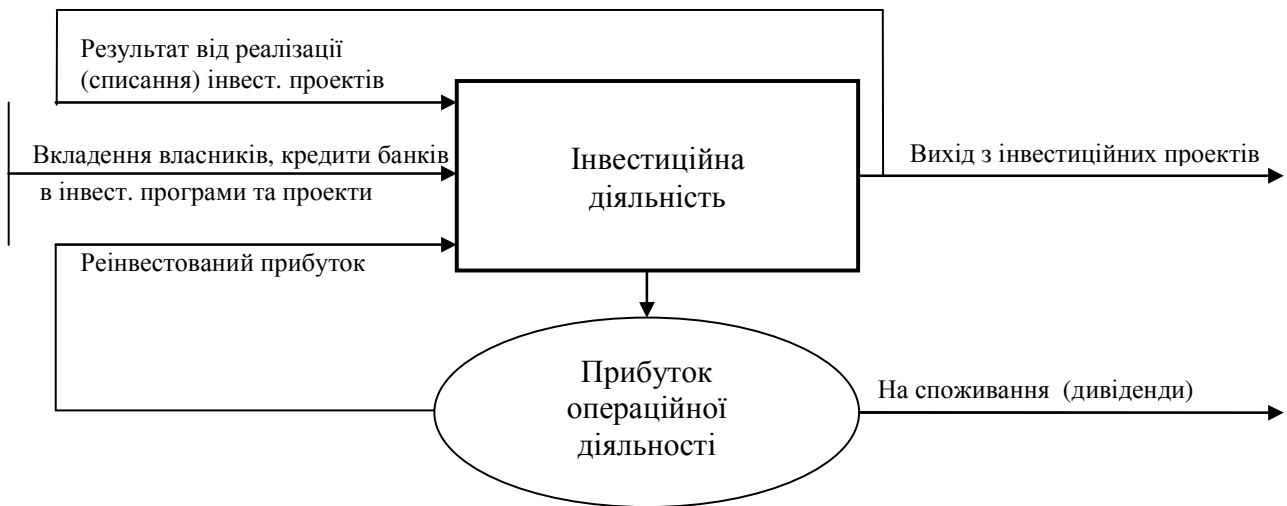 Результат від реалізації
(списання) інвест. проектів
Вкладення власників, кредити банків
в інвест. програми та проекти
Реінвестований прибуток
Інвестиційна
діяльність
Вихід з інвестиційних проектів
Прибуток
операційної
діяльності
На споживання (дивіденди)